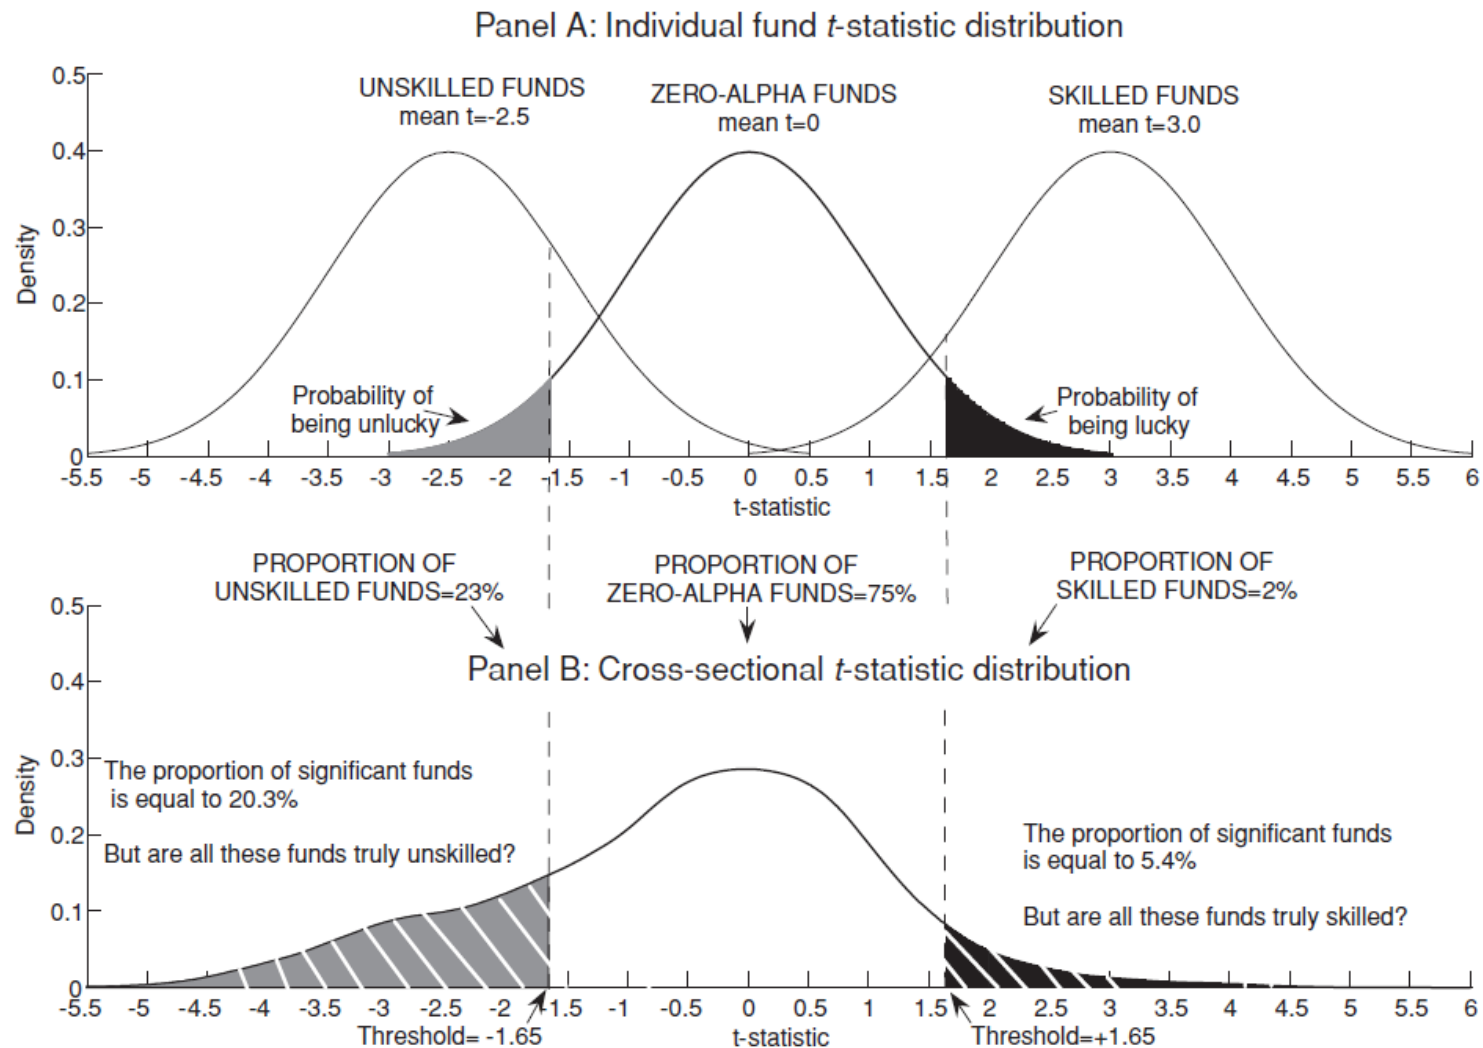 Panel A: Individual fund t-statistic distribution
0.5
UNSKILLED FUNDS
mean t=-2.5
ZERO-ALPHA FUNDS
mean t=0
SKILLED FUNDS
mean t=3.0
0.4
0.3
Density
0.2
0.1
Probability of
being unlucky
Probability of
being lucky
0
-5.5 -5 -4.5 -4 -3.5 -3 -2.5 -2 -1.5 -1 -0.5 0 0.5 1 1.5 2 2.5 3 3.5 4 4.5 5 5.5 6
t-statistic
PROPORTION OF
UNSKILLED FUNDS=23%
PROPORTION OF
ZERO-ALPHA FUNDS=75%
PROPORTION OF
SKILLED FUNDS=2%
0.5
Panel B: Cross-sectional t-statistic distribution
0.4
0.3
Density
The proportion of significant funds
is equal to 20.3%
But are all these funds truly unskilled?
The proportion of significant funds
is equal to 5.4%
But are all these funds truly skilled?
0.2
0.1
0
-5.5 -5 -4.5 -4 -3.5 -3 -2.5 -2 -1.5 -1 -0.5 0 0.5 1 1.5 2 2.5 3 3.5 4 4.5 5 5.5 6
Threshold= -1.65
t-statistic
Threshold=+1.65